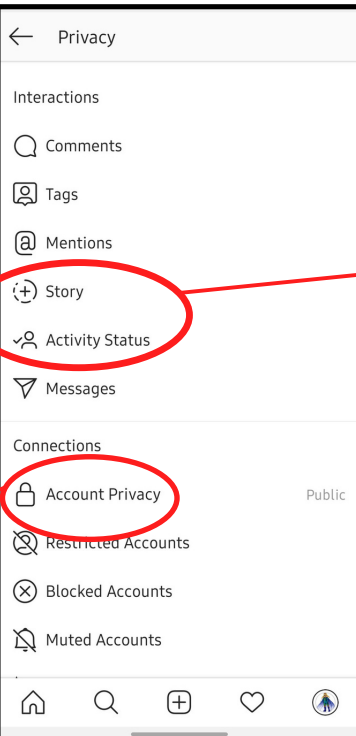 Privacy
Interactions
Comments
Tags
Mentions
Story
Activity Status
Messages
Connections
Account Privacy Public
Restricted Accounts
Blocked Accounts
Muted Accounts